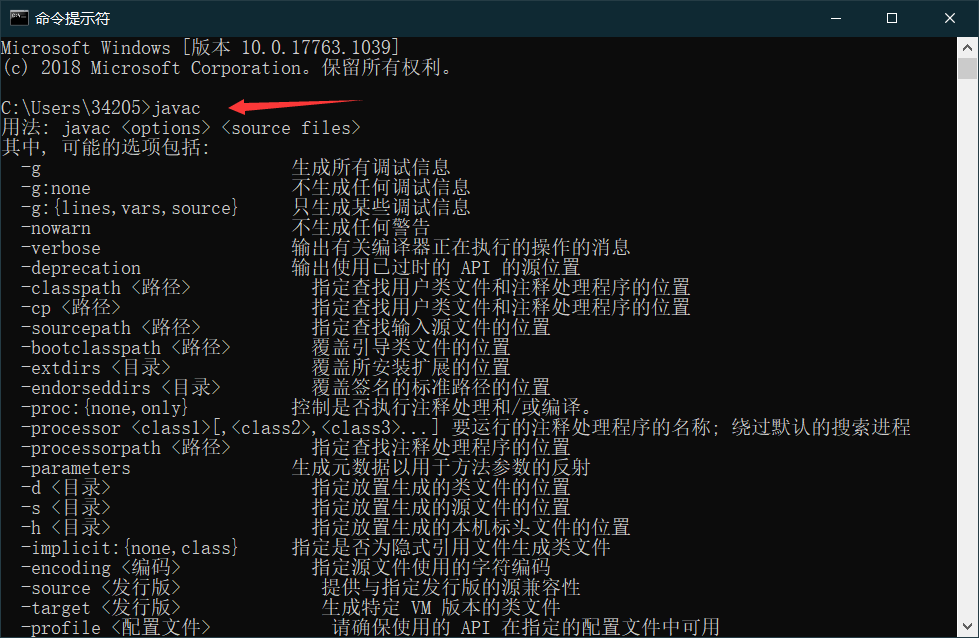 命令提示符
Microsoft Windows [版本 10.0.17763.1039]
(c) 2018 Microsoft Corporation。保留所有权利。
C:\Users\34205>javac
用法: javac <options> <source files>
其中, 可能的选项包括:
-g 生成所有调试信息
-g:none 不生成任何调试信息
-g:{lines,vars,source} 只生成某些调试信息
-nowarn 不生成任何警告
-verbose 输出有关编译器正在执行的操作的消息
-deprecation 输出使用已过时的 API 的源位置
-classpath <路径> 指定查找用户类文件和注释处理程序的位置
-cp <路径> 指定查找用户类文件和注释处理程序的位置
-sourcepath <路径> 指定查找输入源文件的位置
-bootclasspath <路径> 覆盖引导类文件的位置
-extdirs <目录> 覆盖所安装扩展的位置
-endorseddirs <目录> 覆盖签名的标准路径的位置
-proc:{none,only} 控制是否执行注释处理和/或编译。
-processor <class1>[,<class2>,<class3>...] 要运行的注释处理程序的名称; 绕过默认的搜索进程
-processorpath <路径> 指定查找注释处理程序的位置
-parameters 生成元数据以用于方法参数的反射
-d <目录> 指定放置生成的类文件的位置
-s <目录> 指定放置生成的源文件的位置
-h <目录> 指定放置生成的本机标头文件的位置
-implicit:{none,class} 指定是否为隐式引用文件生成类文件
-encoding <编码> 指定源文件使用的字符编码
-source <发行版> 提供与指定发行版的源兼容性
-target <发行版> 生成特定 VM 版本的类文件
-profile <配置文件> 请确保使用的 API 在指定的配置文件中可用